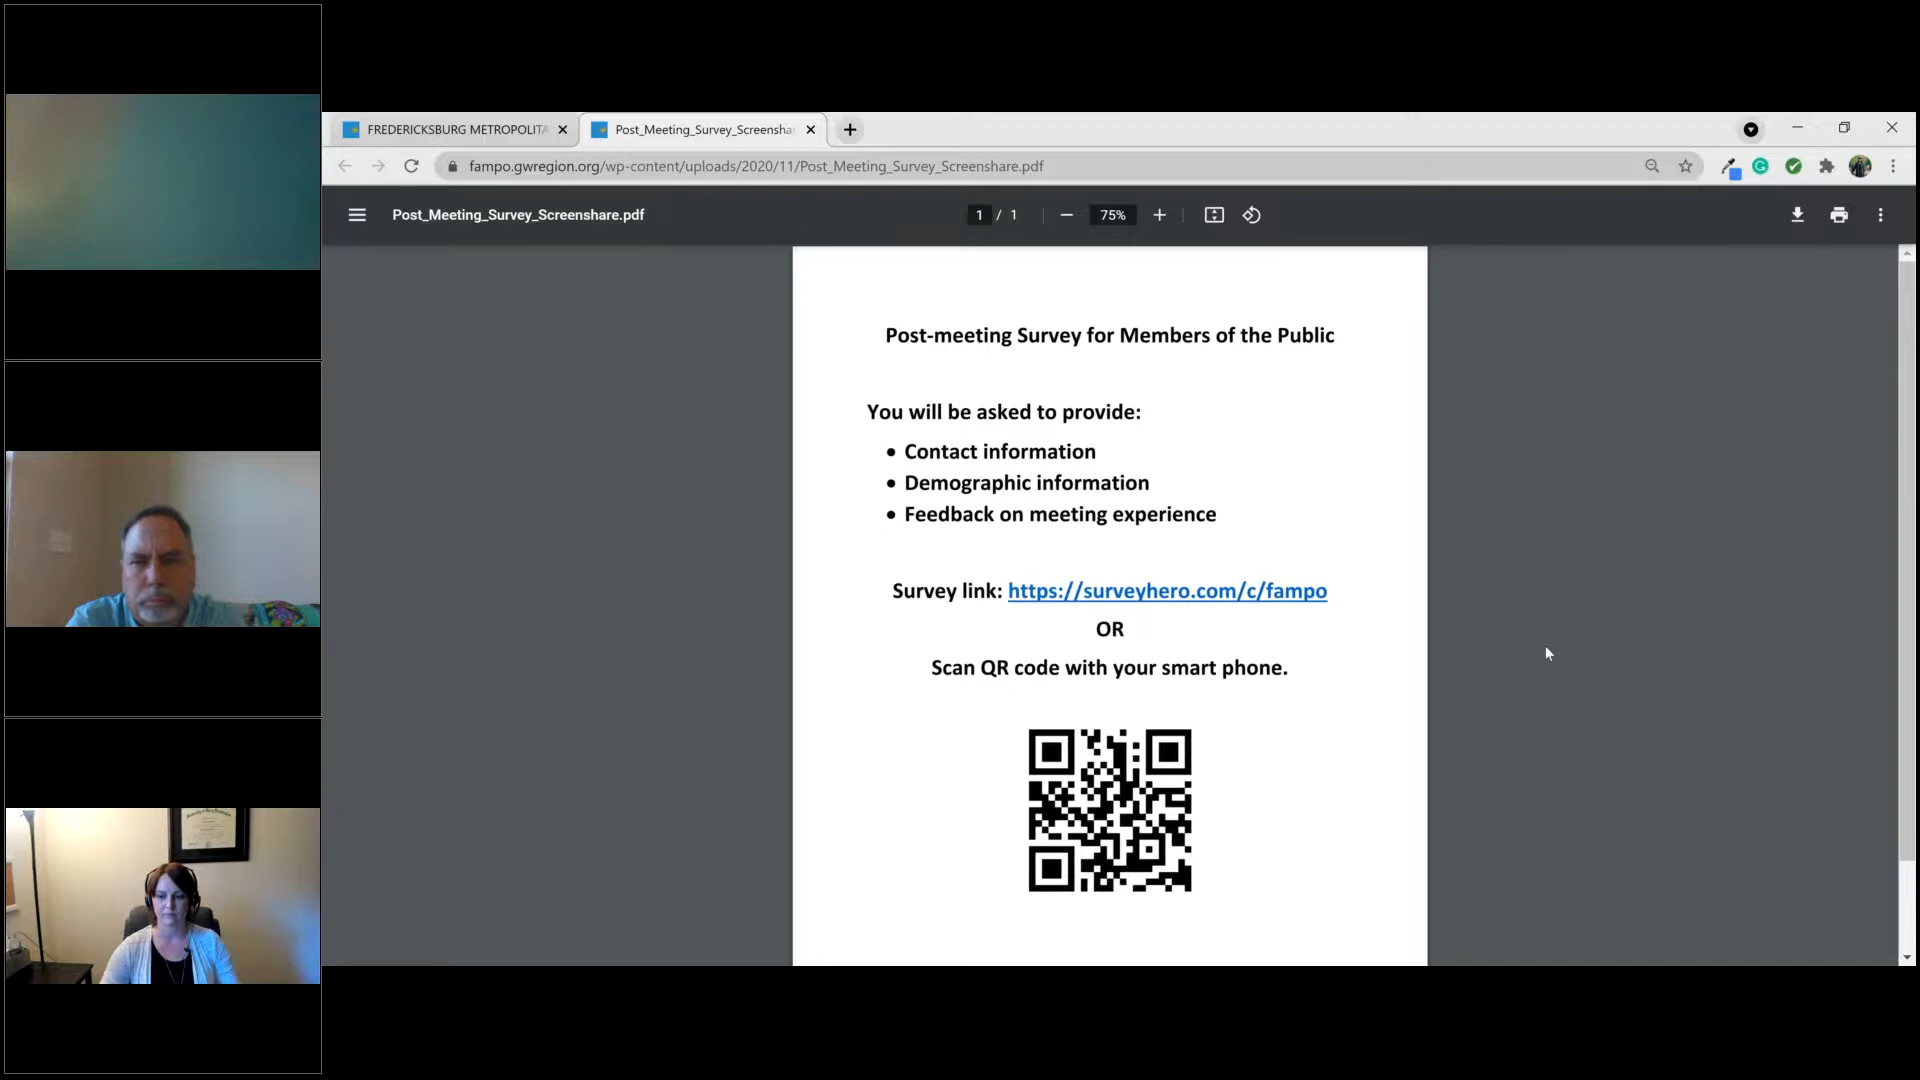 FREDERICKSBURG METROPOLITA
Post_Meeting_Survey_Screensha
fampo.gwregion.org/wp-content/uploads/2020/11/Post_Meeting_Survey_Screenshare.pdf
Post_Meeting_Survey_Screenshare.pdf
1 / 1
75%
Post-meeting Survey for Members of the Public
You will be asked to provide:
• Contact information
• Demographic information
• Feedback on meeting experience
Survey link: https://surveyhero.com/c/fampo
OR
Scan QR code with your smart phone.